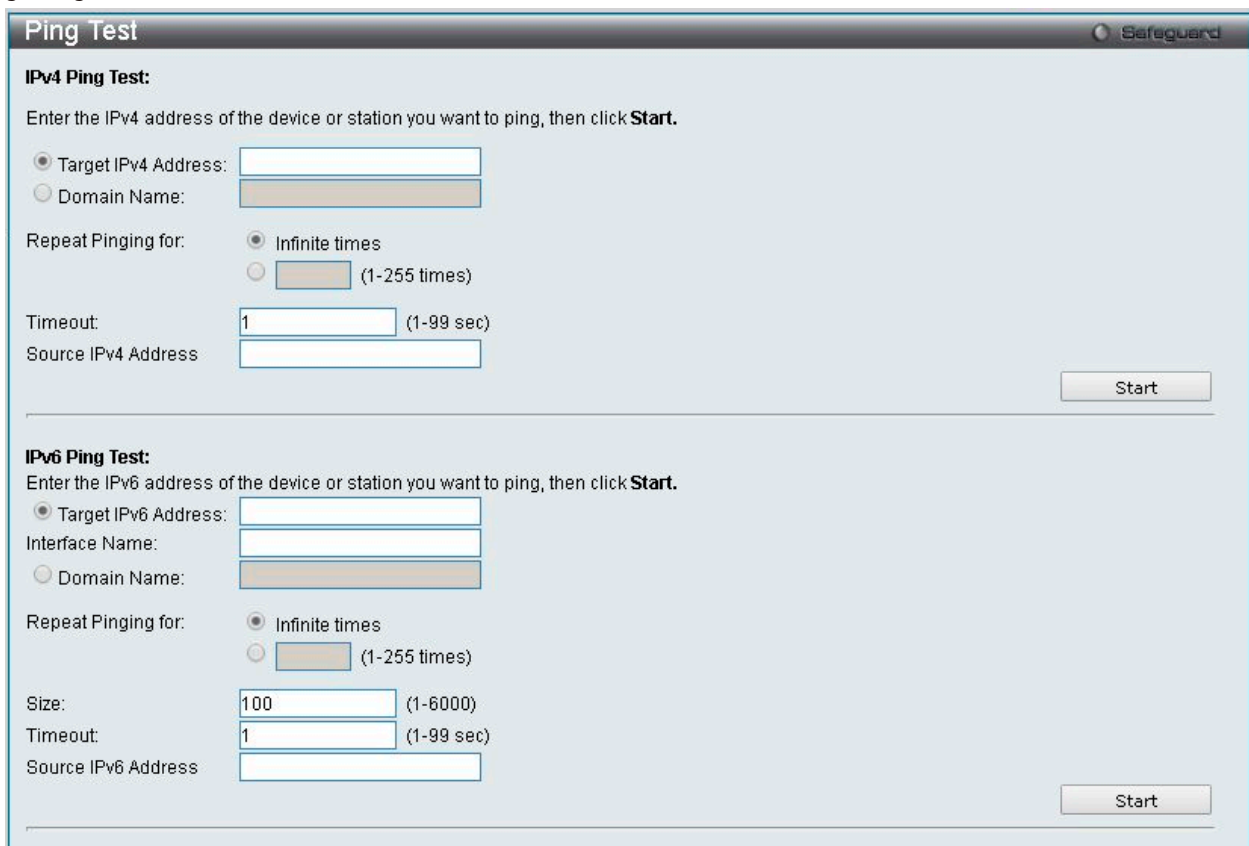 Ping Test
Safeguard
IPv4 Ping Test:
Enter the IPv4 address of the device or station you want to ping, then click Start.
Target IPv4 Address:
Domain Name:
Repeat Pinging for: Infinite times
(1-255 times)
Timeout: 1 (1-99 sec)
Source IPv4 Address
Start
IPv6 Ping Test:
Enter the IPv6 address of the device or station you want to ping, then click Start.
Target IPv6 Address:
Interface Name:
Domain Name:
Repeat Pinging for: Infinite times
(1-255 times)
Size: 100 (1-6000)
Timeout: 1 (1-99 sec)
Source IPv6 Address
Start